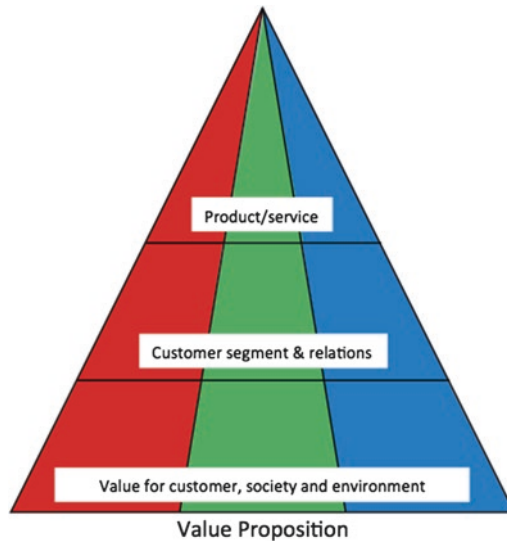 Product/service
Customer segment & relations
Value for customer, society and environment
Value Proposition